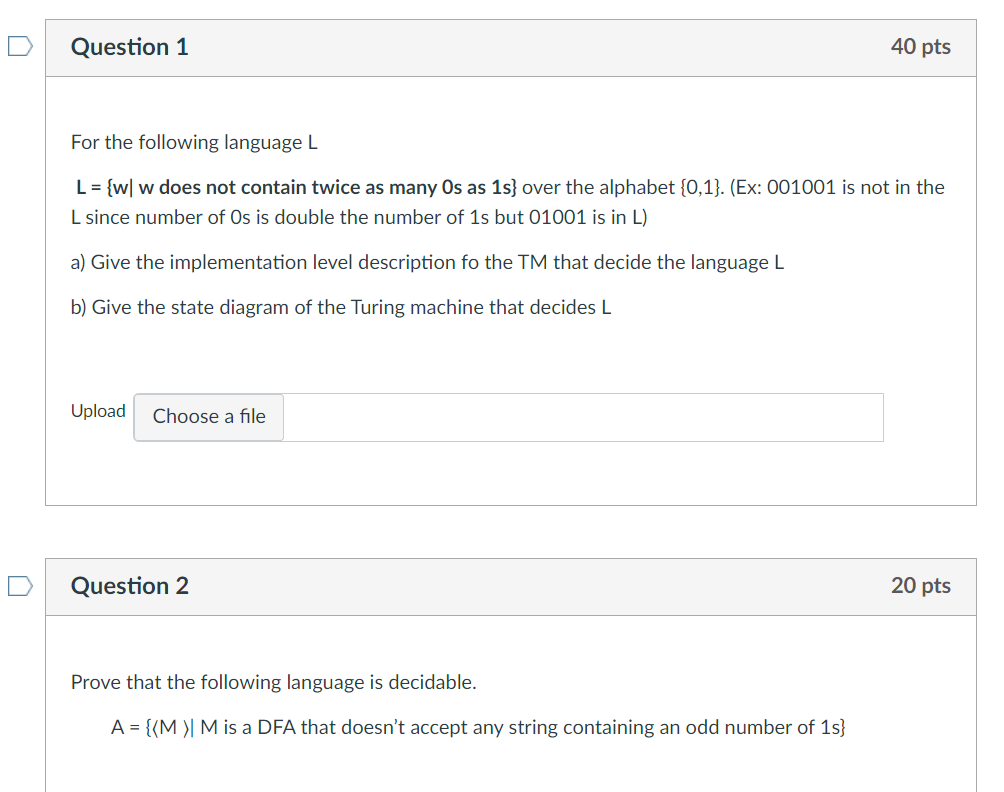 Question 1
40 pts
For the following language L
L = {w| w does not contain twice as many 0s as 1s} over the alphabet {0,1}. (Ex: 001001 is not in the
L since number of 0s is double the number of 1s but 01001 is in L)
a) Give the implementation level description fo the TM that decide the language L
b) Give the state diagram of the Turing machine that decides L
Upload
Choose a file
Question 2
20 pts
Prove that the following language is decidable.
A = {⟨M ⟩| M is a DFA that doesn’t accept any string containing an odd number of 1s}